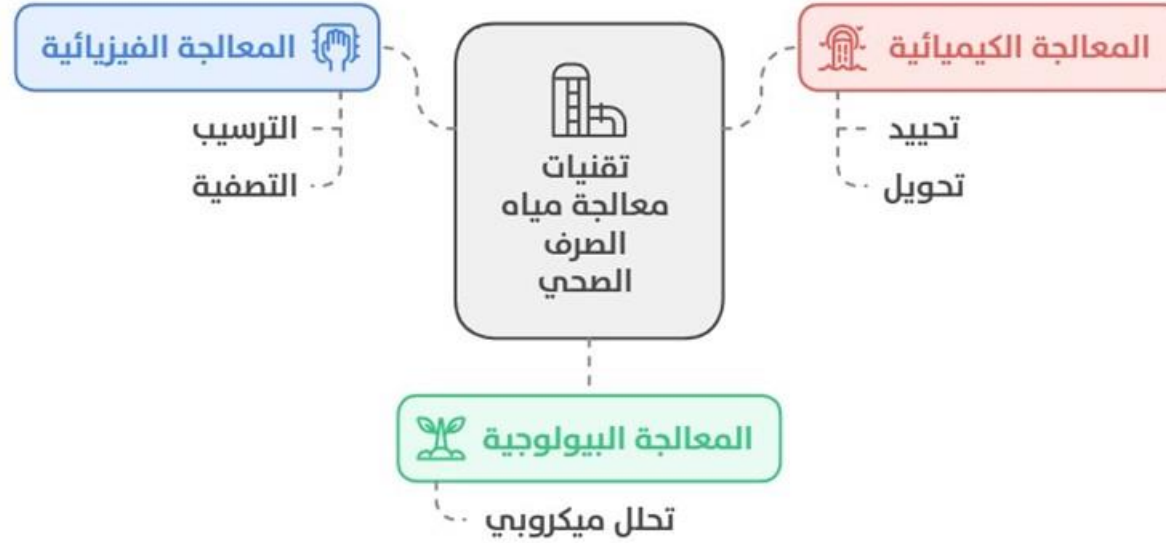 المعالجة الكيميائية
تحييد
تحويل
تقنيات
معالجة مياه
الصرف
الصحي
المعالجة الفيزيائية
الترسيب
التصفية
المعالجة البيولوجية
تحلل ميكروبي